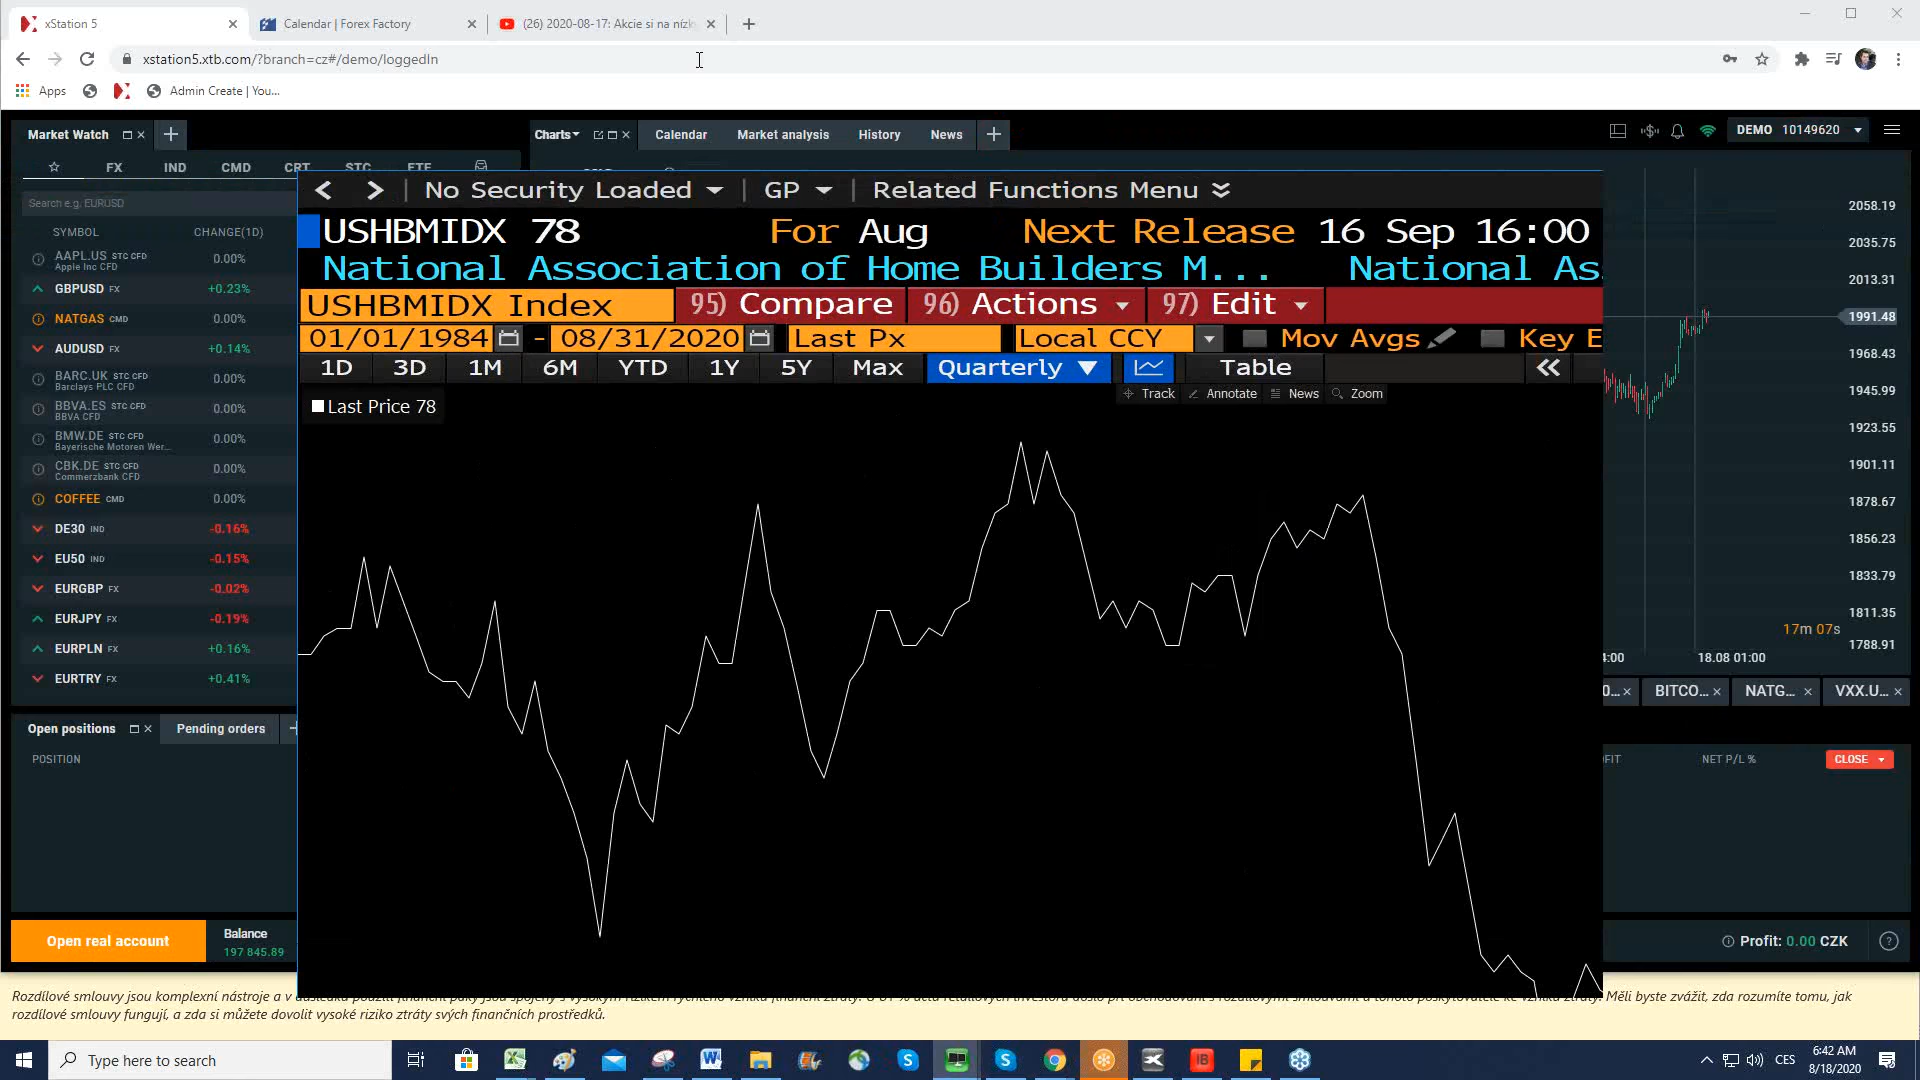 xStation 5
Calendar | Forex Factory
(26) 2020-08-17: Akcie si na nízk
xstation5.xtb.com/?branch=cz#/demo/loggedIn
Apps
Admin Create | You...
Market Watch
Charts
Calendar
Market analysis
History
News
DEMO 10149620
FX IND CMD CRT STC ETF
Search e.g. EURUSD
SYMBOL CHANGE(1D)
AAPL.US STC CFD 0.00%
Apple Inc CFD
GBPUSD FX +0.23%
NATGAS CMD 0.00%
AUDUSD FX +0.14%
BARC.UK STC CFD 0.00%
Barclays PLC CFD
BBVA.ES STC CFD 0.00%
BBVA CFD
BMW.DE STC CFD 0.00%
Bayerische Motoren Wer...
CBK.DE STC CFD 0.00%
Commerzbank CFD
COFFEE CMD 0.00%
DE30 IND -0.16%
EU50 IND -0.15%
EURGBP FX -0.02%
EURJPY FX -0.19%
EURPLN FX +0.16%
EURTRY FX +0.41%
< > | No Security Loaded | GP | Related Functions Menu
USHBMIDX 78 For Aug Next Release 16 Sep 16:00
National Association of Home Builders M... National As
USHBMIDX Index 95) Compare 96) Actions 97) Edit
01/01/1984 - 08/31/2020 Last Px Local CCY Mov Avgs Key E
1D 3D 1M 6M YTD 1Y 5Y Max Quarterly Table
Track Annotate News Zoom
Last Price 78
2058.19
2035.75
2013.31
1991.48
1968.43
1945.99
1923.55
1901.11
1878.67
1856.23
1833.79
1811.35
17m 07s
1788.91
4:00 18.08 01:00
0... BITCO... NATG... VXX.U...
Open positions
Pending orders
POSITION
FIT NET P/L % CLOSE
Open real account
Balance
197 845.89
Profit: 0.00 CZK
Rozdílové smlouvy jsou komplexní nástroje a v Měli byste zvážit, zda rozumíte tomu, jak
rozdílové smlouvy fungují, a zda si můžete dovolit vysoké riziko ztráty svých finančních prostředků.
Type here to search
CES
6:42 AM
8/18/2020